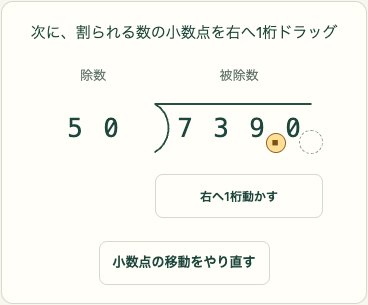 次に、割られる数の小数点を右へ1桁ドラッグ
除数 被除数
5 0 7 3 9 0
右へ1桁動かす
小数点の移動をやり直す